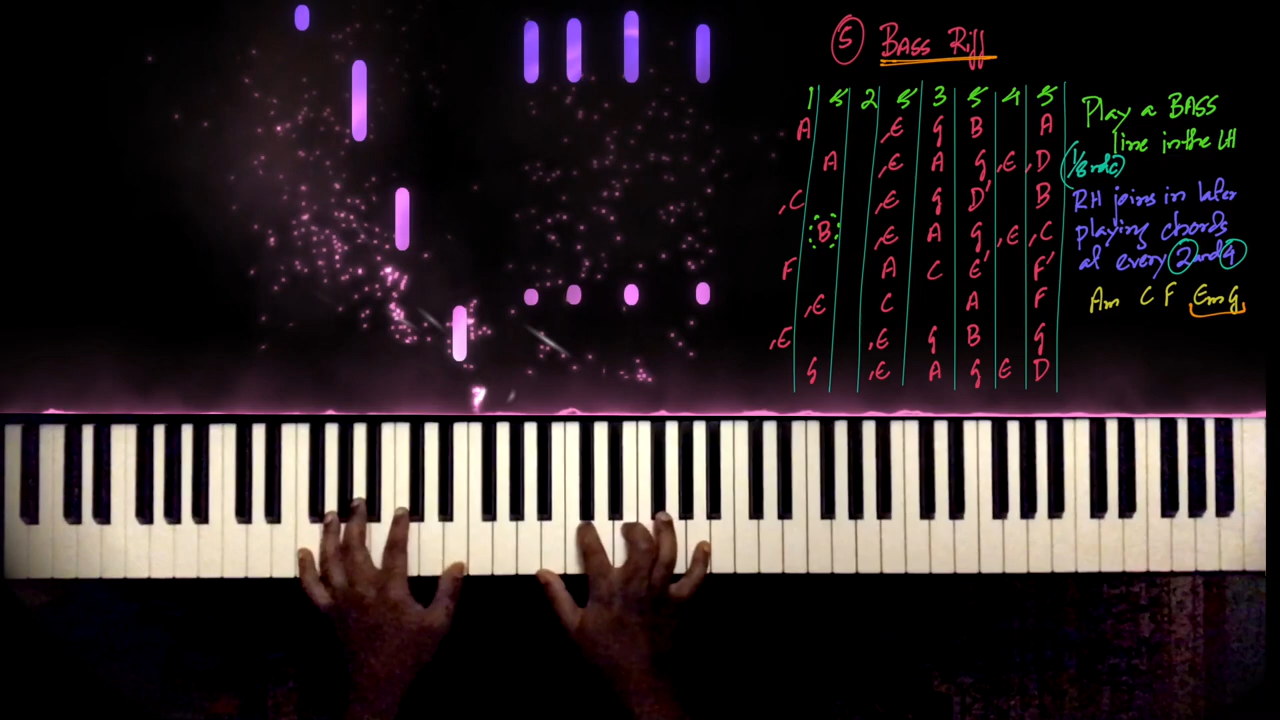 5 BASS Riff
1 & 2 & 3 & 4 & 
A ,E G B A
A ,E A G ,E ,D
,C ,E G D' B
B ,E A G ,E ,C
F A C E' F'
,E C A F
,E ,E G B G
G ,E A G E D
Play a BASS
line in the LH
RH joins in later
playing chords
at every 2 and 4
Am C F Em G